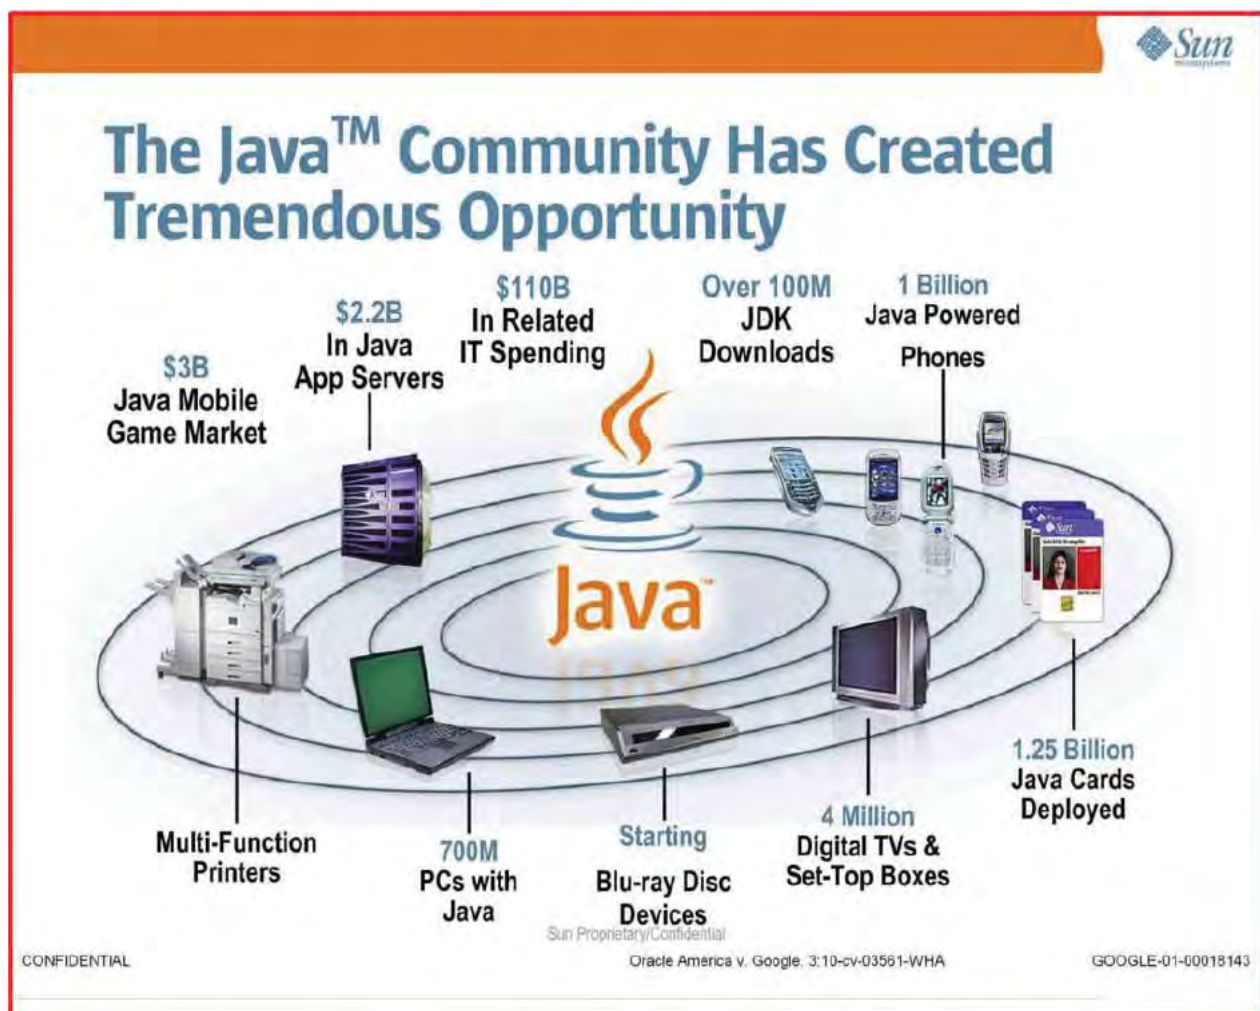 Sun
microsystems
The Java™ Community Has Created
Tremendous Opportunity
$3B
Java Mobile
Game Market
$2.2B
In Java
App Servers
$110B
In Related
IT Spending
Over 100M
JDK
Downloads
1 Billion
Java Powered
Phones
Java™
Sun
1.25 Billion
Java Cards
Deployed
4 Million
Digital TVs &
Set-Top Boxes
Starting
Blu-ray Disc
Devices
700M
PCs with
Java
Multi-Function
Printers
Sun Proprietary/Confidential
CONFIDENTIAL
Oracle America v. Google, 3:10-cv-03561-WHA
GOOGLE-01-00018143